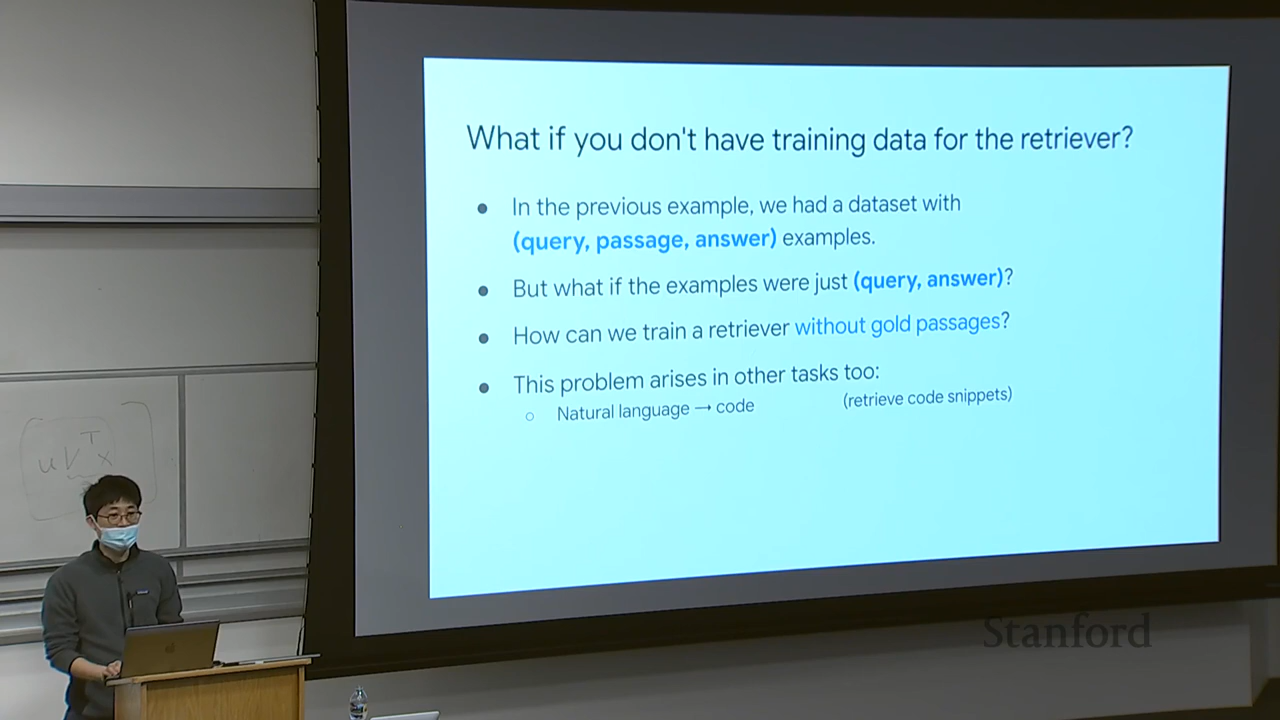 What if you don't have training data for the retriever?
● In the previous example, we had a dataset with
(query, passage, answer) examples.
● But what if the examples were just (query, answer)?
● How can we train a retriever without gold passages?
● This problem arises in other tasks too:
○ Natural language → code (retrieve code snippets)
u V T x
Stanford